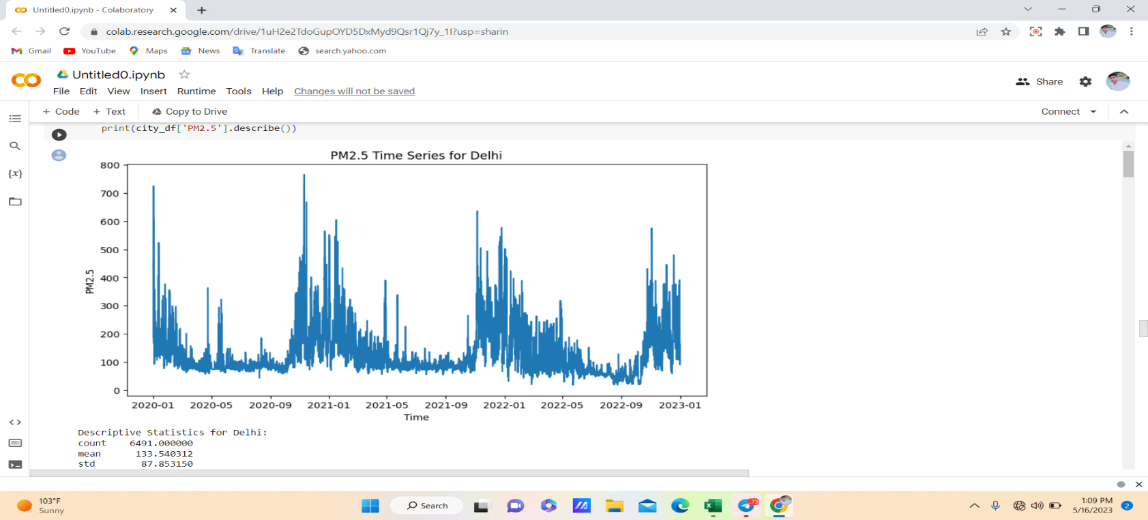 Untitled0.ipynb - Colaboratory
colab.research.google.com/drive/1uH2e2TdoGupOYD5DxMyd9Qsr1Qj7y_1I?usp=sharin
Gmail YouTube Maps News Translate search.yahoo.com
Untitled0.ipynb
File Edit View Insert Runtime Tools Help Changes will not be saved
Share
+ Code + Text Copy to Drive
Connect
print(city_df['PM2.5'].describe())
PM2.5 Time Series for Delhi
800
700
600
500
400
300
200
100
0
PM2.5
2020-01 2020-05 2020-09 2021-01 2021-05 2021-09 2022-01 2022-05 2022-09 2023-01
Time
Descriptive Statistics for Delhi:
count 6491.000000
mean 133.540312
std 87.853150
103°F
Sunny
Search
1:09 PM
5/16/2023
2